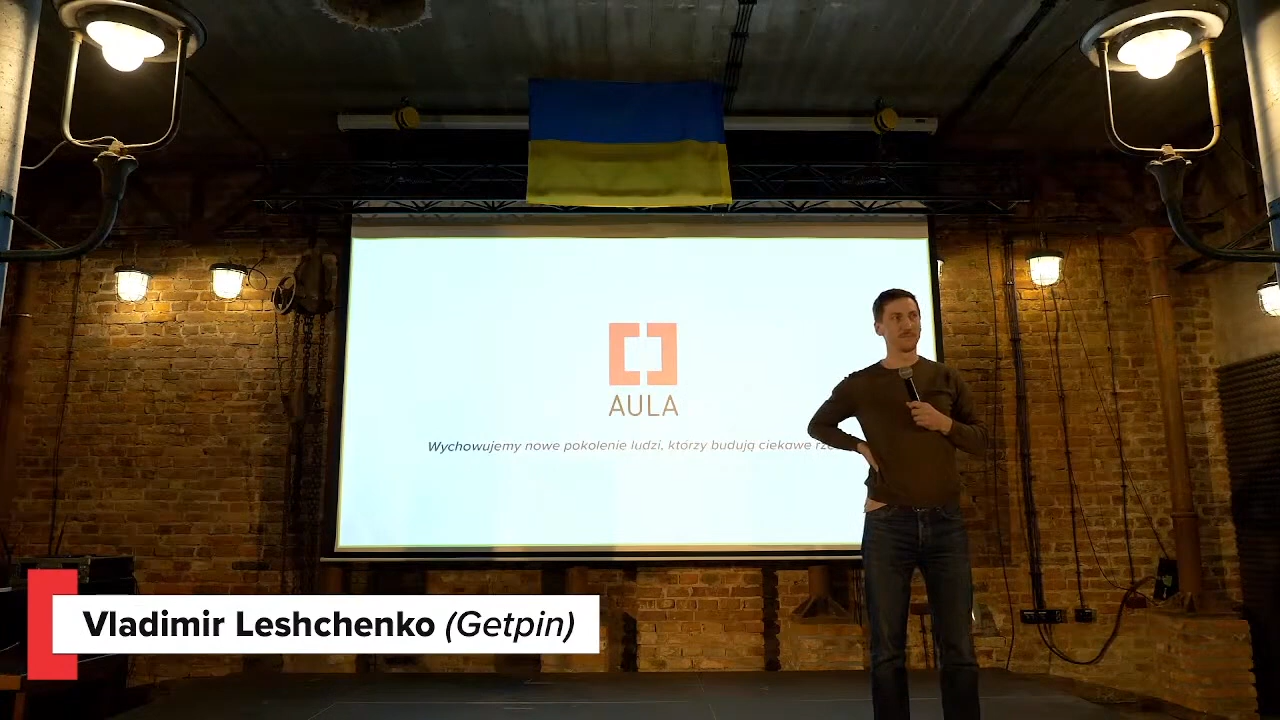 AULA
Wychowujemy nowe pokolenie ludzi, którzy budują ciekawe
Vladimir Leshchenko (Getpin)